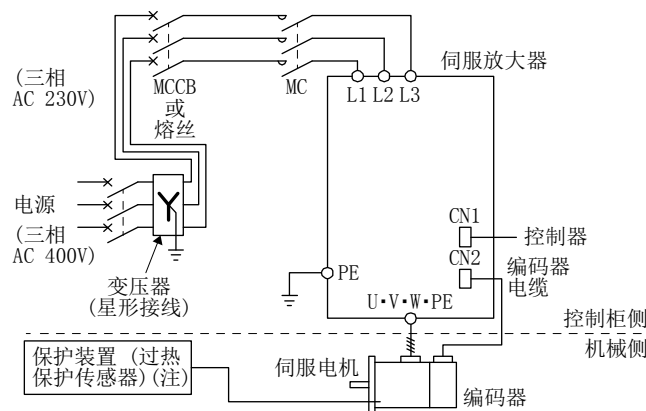 伺服放大器
(三相
AC 230V)
MCCB
或
熔丝
MC
L1 L2 L3
电源
(三相
AC 400V)
变压器
(星形接线)
CN1
控制器
CN2
编码器
电缆
PE
U·V·W·PE
控制柜侧
机械侧
保护装置 (过热
保护传感器)(注)
伺服电机
编码器